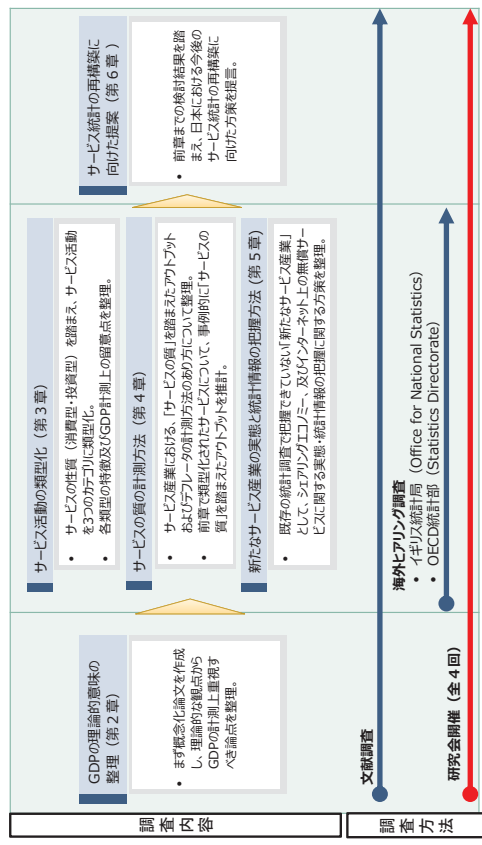 調査内容
GDPの理論的意味の
整理（第２章）
• まず概念化論文を作成
し、理論的な観点から
GDPの計測上重視す
べき論点を整理。
サービス活動の類型化（第３章）
• サービスの性質（消費型・投資型）を踏まえ、サービス活動
を3つのカテゴリに類型化。
• 各類型の特徴及びGDP計測上の留意点を整理。
サービスの質の計測方法（第４章）
• サービス産業における、「サービスの質」を踏まえたアウトプット
およびデフレータの計測方法のあり方について整理。
• 前章で類型化されたサービスについて、事例的に「サービスの
質」を踏まえたアウトプットを推計。
新たなサービス産業の実態と統計情報の把握方法（第５章）
• 既存の統計調査で把握できていない「新たなサービス産業」
として、シェアリングエコノミー、及びインターネット上の無償サー
ビスに関する実態・統計情報の把握に関する方策を整理。
サービス統計の再構築に
向けた提案（第６章）
• 前章までの検討結果を踏
まえ、日本における今後の
サービス統計の再構築に
向けた方策を提言。
調査方法
文献調査
海外ヒアリング調査
• イギリス統計局（Office for National Statistics）
• OECD統計部（Statistics Directorate）
研究会開催（全４回）